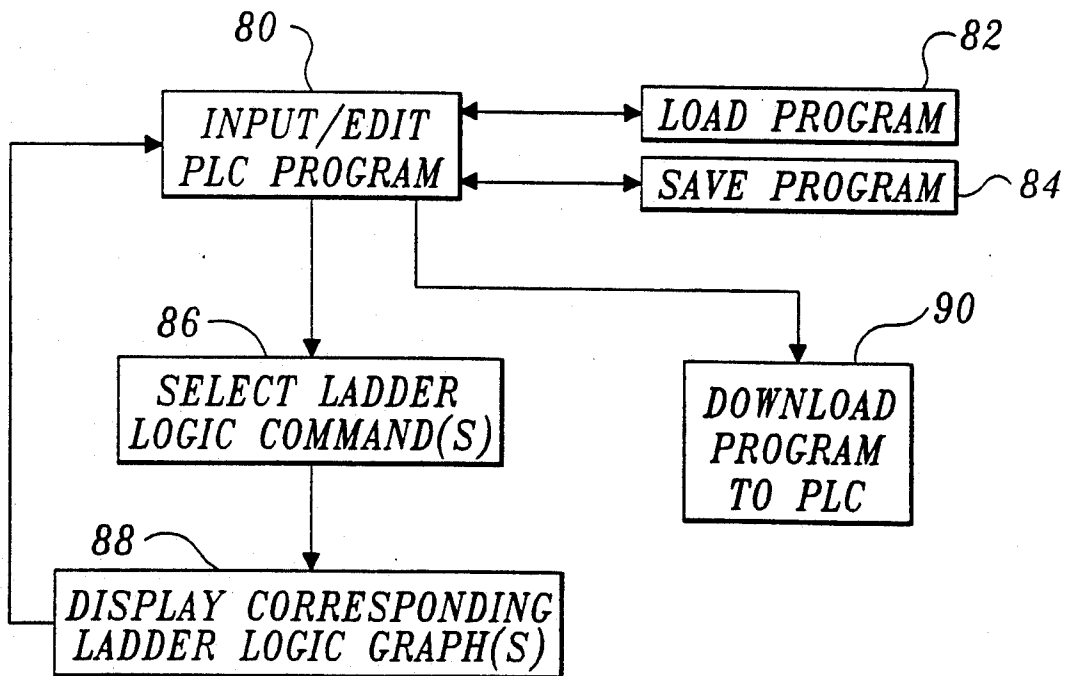 80
INPUT/EDIT
PLC PROGRAM
82
LOAD PROGRAM
SAVE PROGRAM
84
86
SELECT LADDER
LOGIC COMMAND(S)
90
DOWNLOAD
PROGRAM
TO PLC
88
DISPLAY CORRESPONDING
LADDER LOGIC GRAPH(S)